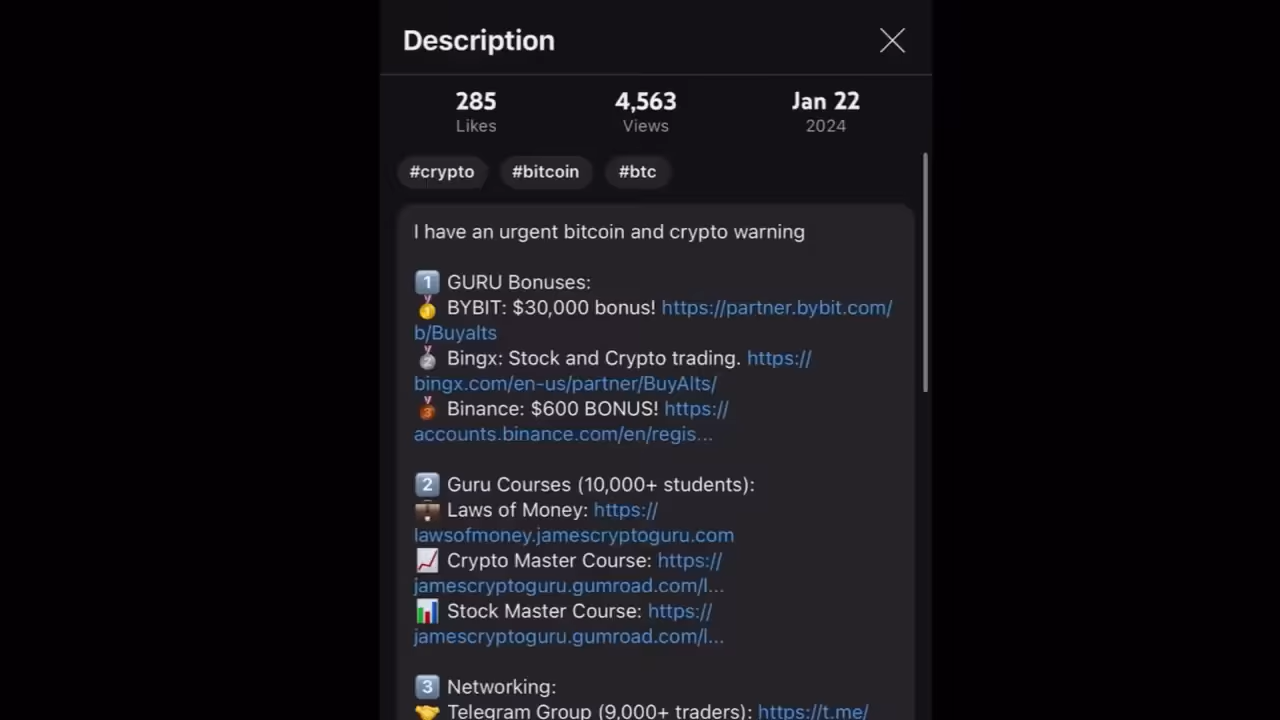 Description
285 4,563 Jan 22
Likes Views 2024
#crypto #bitcoin #btc
I have an urgent bitcoin and crypto warning
1️⃣ GURU Bonuses:
🥇 BYBIT: $30,000 bonus! https://partner.bybit.com/
b/Buyalts
🥈 Bingx: Stock and Crypto trading. https://
bingx.com/en-us/partner/BuyAlts/
🥉 Binance: $600 BONUS! https://
accounts.binance.com/en/regis...
2️⃣ Guru Courses (10,000+ students):
💼 Laws of Money: https://
lawsofmoney.jamescryptoguru.com
📈 Crypto Master Course: https://
jamescryptoguru.gumroad.com/l...
📊 Stock Master Course: https://
jamescryptoguru.gumroad.com/l...
3️⃣ Networking:
🤝 Telegram Group (9,000+ traders): https://t.me/